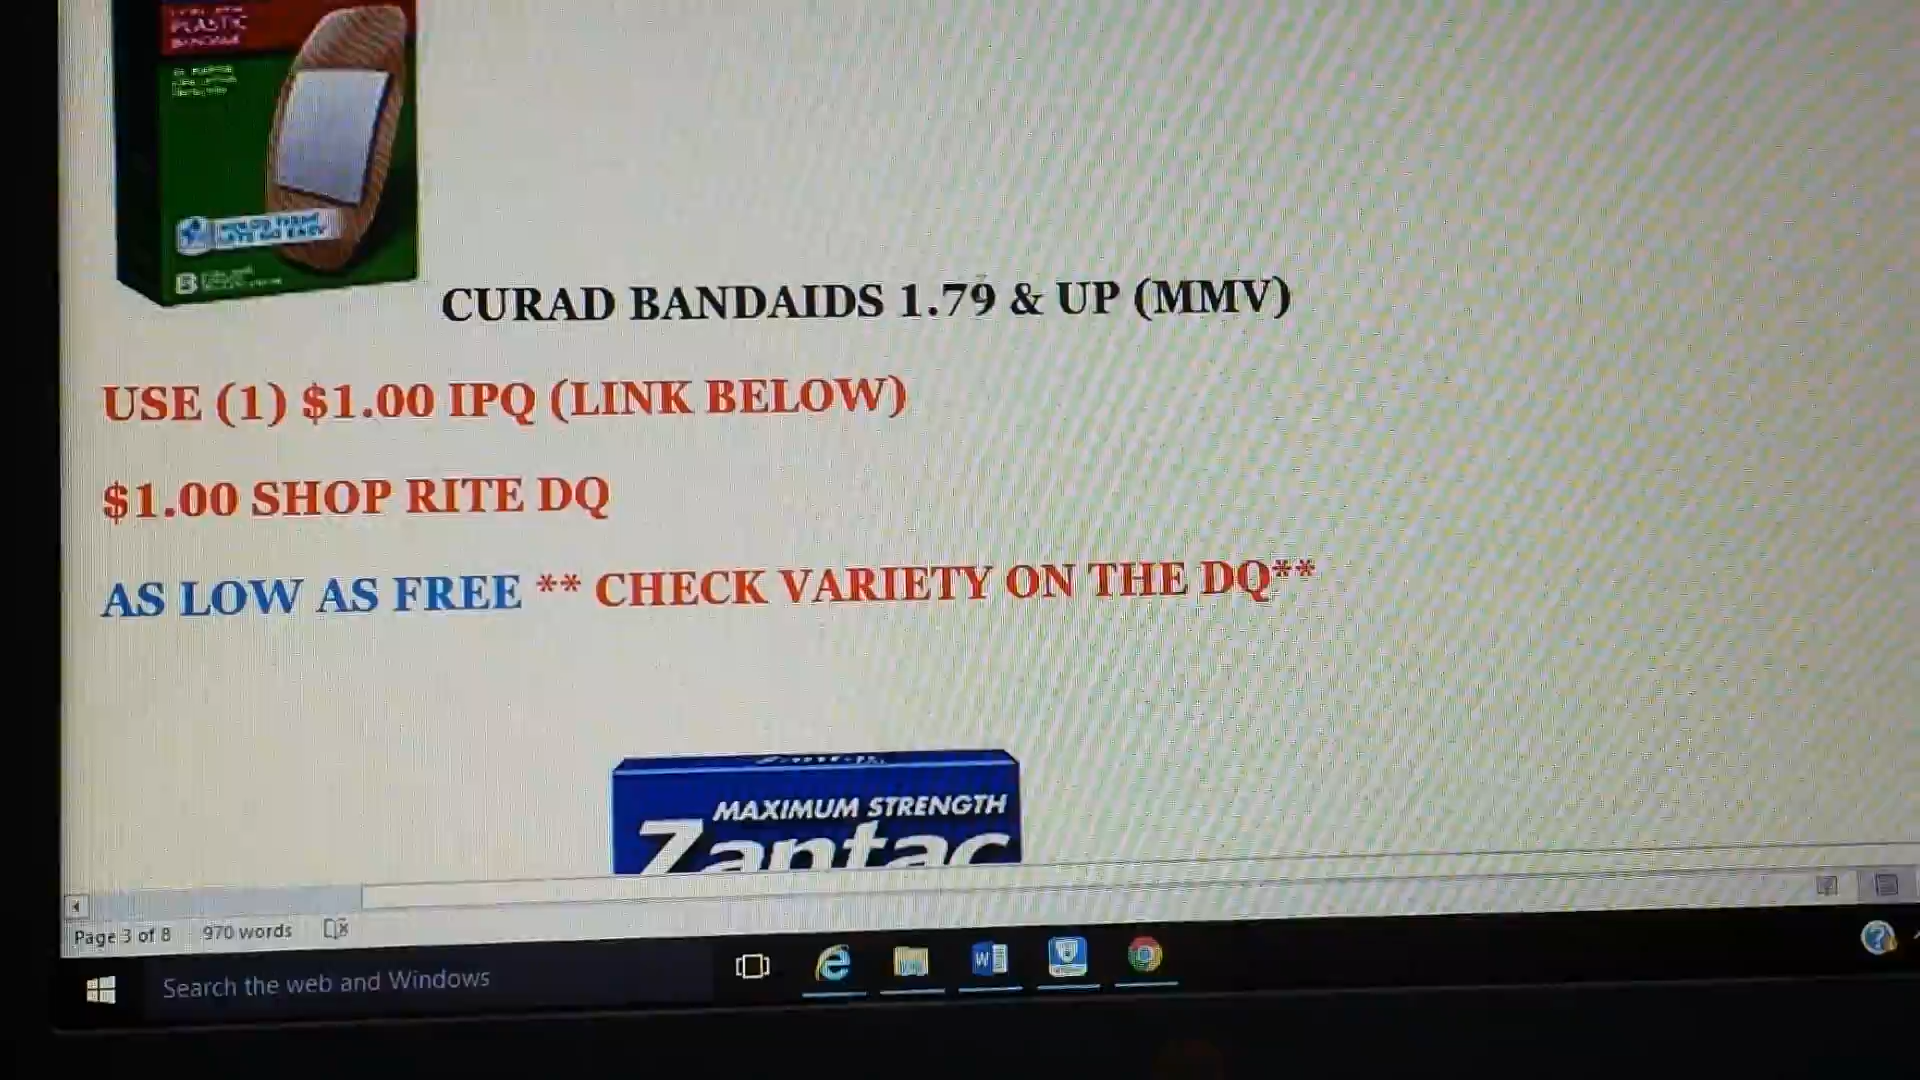 PLASTIC
CURAD BANDAIDS 1.79 & UP (MMV)
USE (1) $1.00 IPQ (LINK BELOW)
$1.00 SHOP RITE DQ
AS LOW AS FREE ** CHECK VARIETY ON THE DQ**
MAXIMUM STRENGTH
Zantac
Page 3 of 8 970 words
Search the web and Windows